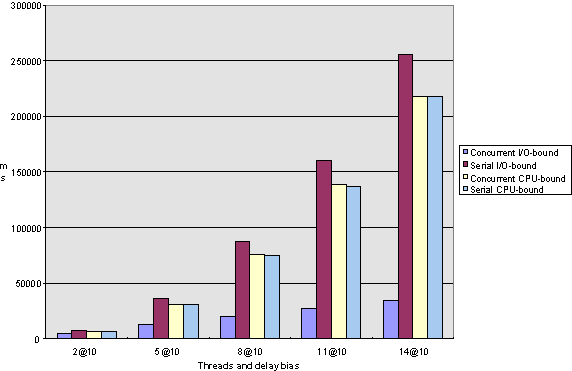 300000
250000
200000
150000
100000
50000
0
m
s
2@10
5@10
8@10
11@10
14@10
Threads and delay bias
Concurrent I/O-bound
Serial I/O-bound
Concurrent CPU-bound
Serial CPU-bound